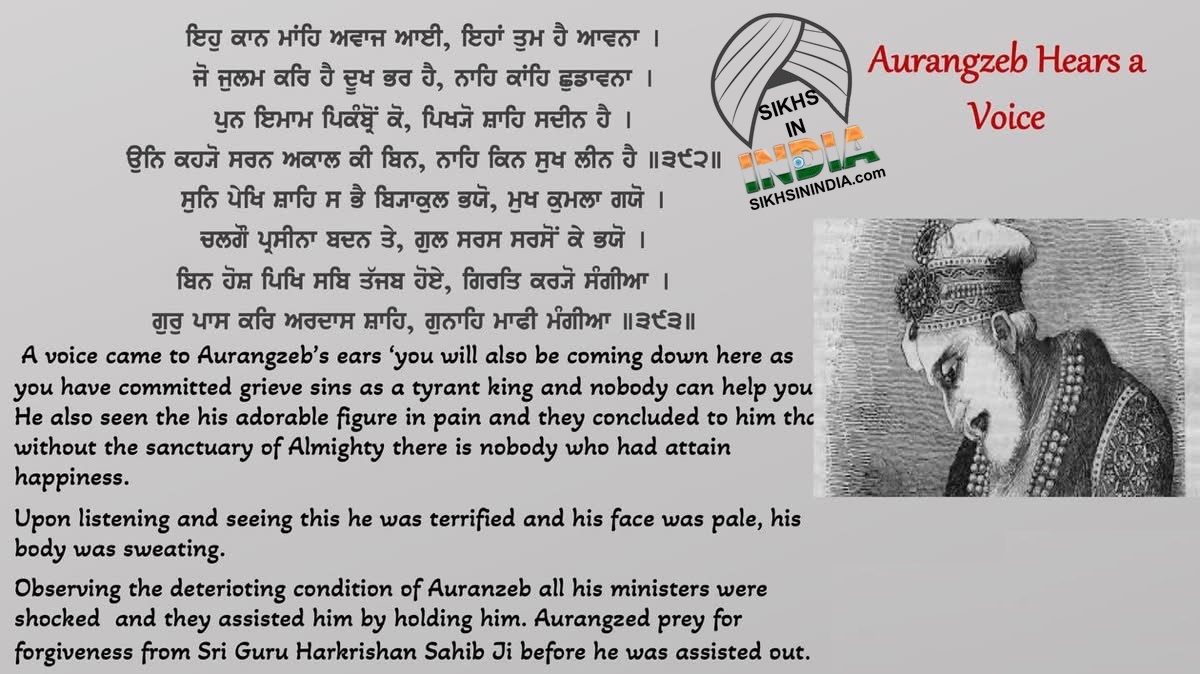 ਇਹੁ ਕਾਨ ਮਾਂਹਿ ਅਵਾਜ ਆਈ, ਇਹਾਂ ਤੁਮ ਹੈ ਆਵਨਾ ।
ਜੋ ਜੁਲਮ ਕਰਿ ਹੈ ਦੂਖ ਭਰ ਹੈ, ਨਾਹਿ ਕਾਂਹਿ ਛੁਡਾਵਨਾ ।
ਪੁਨ ਇਮਾਮ ਪਿਕੰਬ੍ਰੋਂ ਕੋ, ਪਿਖ੍ਯੋ ਸ਼ਾਹਿ ਸਦੀਨ ਹੈ ।
ਉਨਿ ਕਹ੍ਯੋ ਸਰਨ ਅਕਾਲ ਕੀ ਬਿਨ, ਨਾਹਿ ਕਿਨ ਸੁਖ ਲੀਨ ਹੈ ॥੩੯੨॥
ਸੁਨਿ ਪੇਖਿ ਸ਼ਾਹਿ ਸ ਭੈ ਬ੍ਯਿਾਕੁਲ ਭਯੋ, ਮੁਖ ਕੁਮਲਾ ਗਯੋ ।
ਚਲਗੌ ਪ੍ਰਸੀਨਾ ਬਦਨ ਤੇ, ਗੁਲ ਸਰਸ ਸਰਸੋਂ ਕੇ ਭਯੋ ।
ਬਿਨ ਹੋਸ਼ ਪਿਖਿ ਸਬਿ ਤੱਜਬ ਹੋਏ, ਗਿਰਤਿ ਕਰ੍ਯੋ ਸੰਗੀਆ ।
ਗੁਰੁ ਪਾਸ ਕਰਿ ਅਰਦਾਸ ਸ਼ਾਹਿ, ਗੁਨਾਹਿ ਮਾਫੀ ਮੰਗੀਆ ॥੩੯੩॥
SIKHS
IN
INDIA
SIKHSININDIA.com
Aurangzeb Hears a
Voice
A voice came to Aurangzeb's ears ‘you will also be coming down here as
you have committed grieve sins as a tyrant king and nobody can help you
He also seen the his adorable figure in pain and they concluded to him tha
without the sanctuary of Almighty there is nobody who had attain
happiness.
Upon listening and seeing this he was terrified and his face was pale, his
body was sweating.
Observing the deterioting condition of Auranzeb all his ministers were
shocked and they assisted him by holding him. Aurangzed prey for
forgiveness from Sri Guru Harkrishan Sahib Ji before he was assisted out.